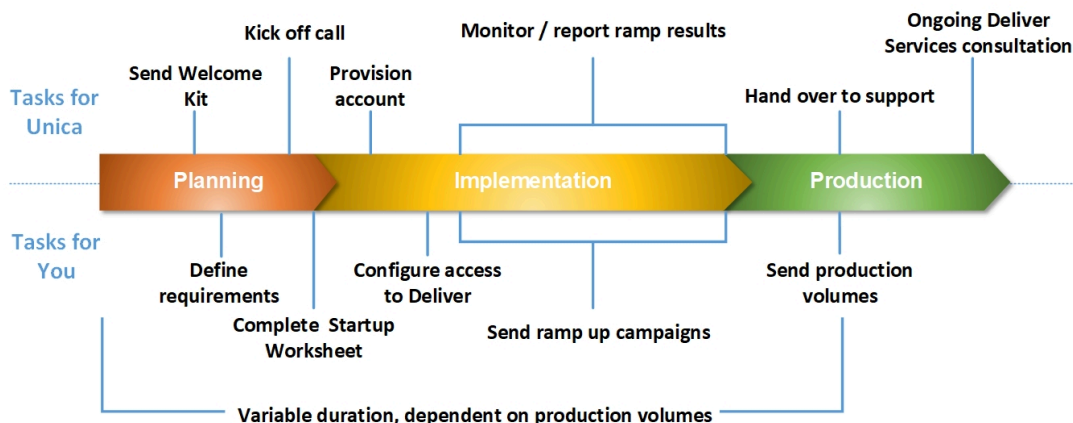 Ongoing Deliver
Services consultation
Kick off call
Monitor / report ramp results
Send Welcome
Kit
Provision
account
Hand over to support
Tasks for
Unica
Planning
Implementation
Production
Tasks for
You
Define
requirements
Configure access
to Deliver
Send production
volumes
Complete Startup
Worksheet
Send ramp up campaigns
Variable duration, dependent on production volumes